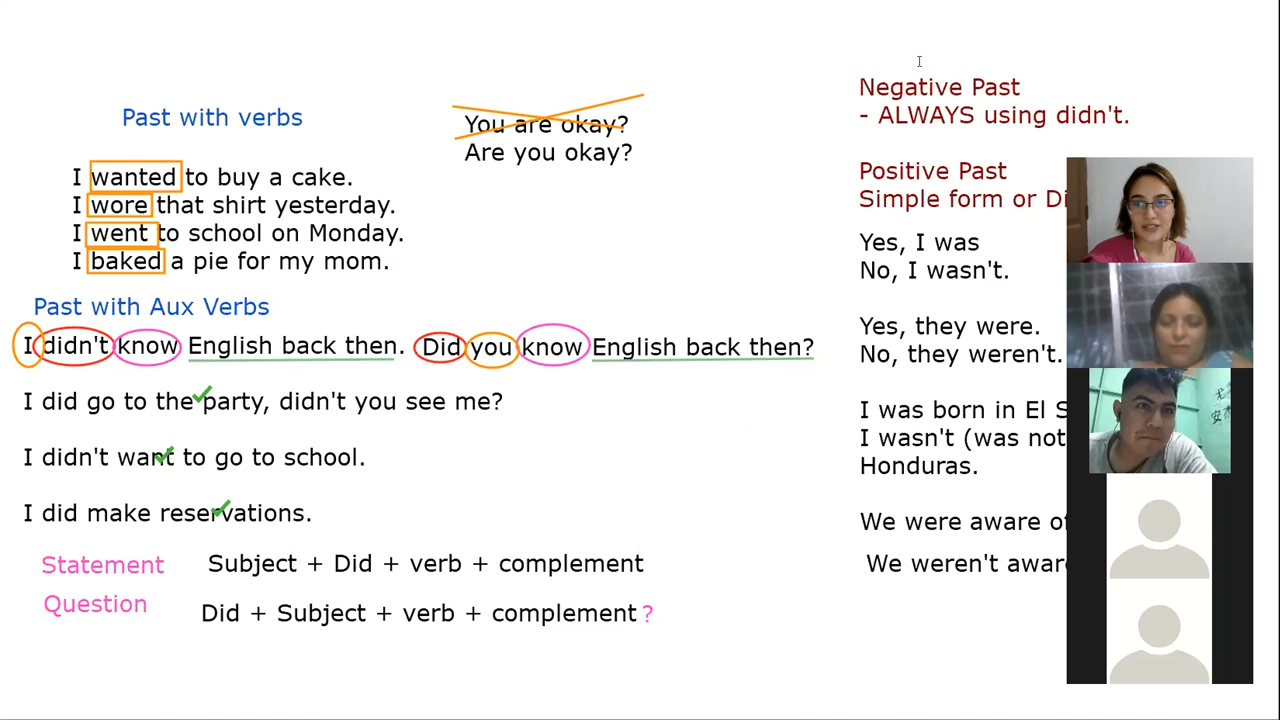 Past with verbs
I wanted to buy a cake.
I wore that shirt yesterday.
I went to school on Monday.
I baked a pie for my mom.
You are okay?
Are you okay?
Past with Aux Verbs
I didn't know English back then. Did you know English back then?
I did go to the party, didn't you see me?
I didn't want to go to school.
I did make reservations.
Statement Subject + Did + verb + complement
Question Did + Subject + verb + complement ?
Negative Past
- ALWAYS using didn't.
Positive Past
Simple form or
Yes, I was
No, I wasn't.
Yes, they were.
No, they weren't.
I was born in El
I wasn't (was not
Honduras.
We were aware
We weren't